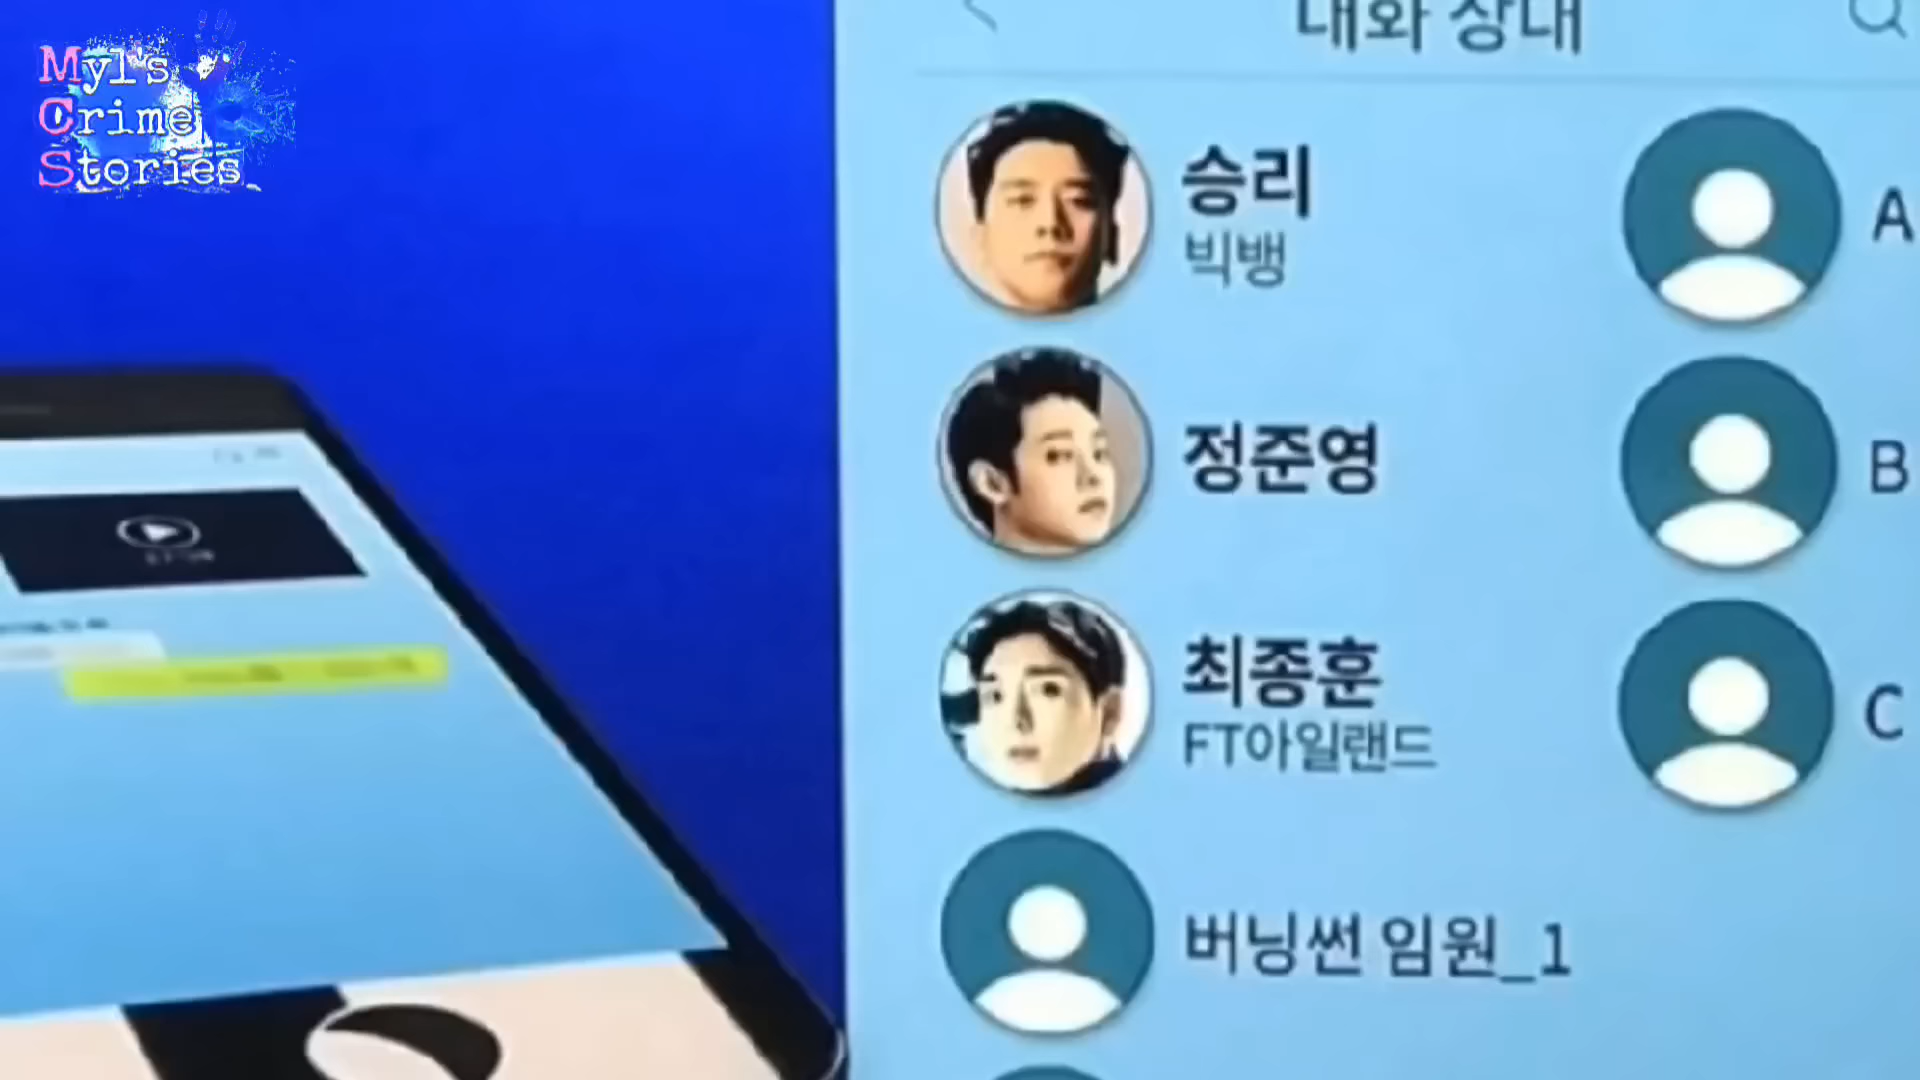 Myl's
Crime
Stories
대화 상대
승리
빅뱅
정준영
최종훈
FT아일랜드
버닝썬 임원_1
A
B
C